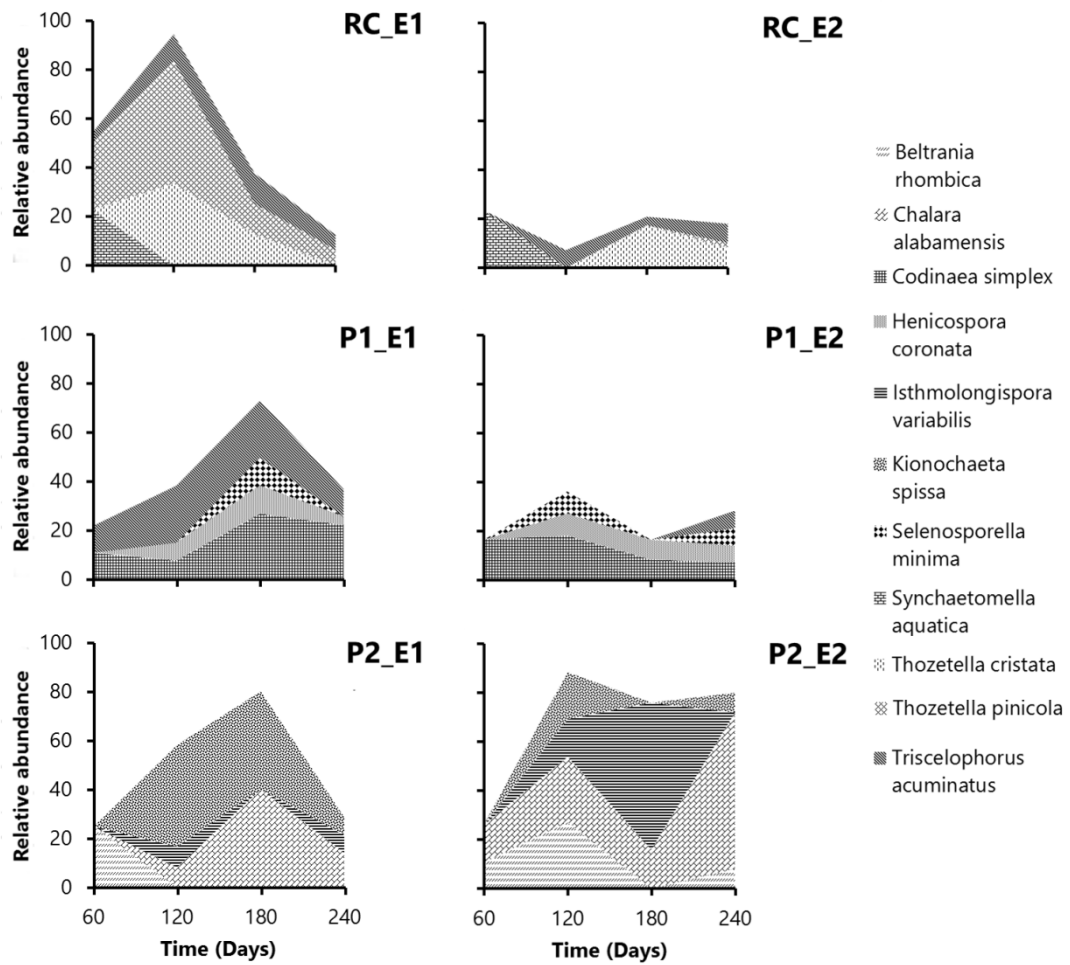 RC_E1
RC_E2
Relative abundance
100
80
60
40
20
0
P1_E1
P1_E2
Relative abundance
100
80
60
40
20
0
P2_E1
P2_E2
Relative abundance
100
80
60
40
20
0
60 120 180 240
60 120 180 240
Time (Days)
Time (Days)
Beltrania
rhombica
Chalara
alabamensis
Codinaea simplex
Henicospora
coronata
Isthmolongispora
variabilis
Kionochaeta
spissa
Selenosporella
minima
Synchaetomella
aquatica
Thozetella cristata
Thozetella pinicola
Triscelophorus
acuminatus